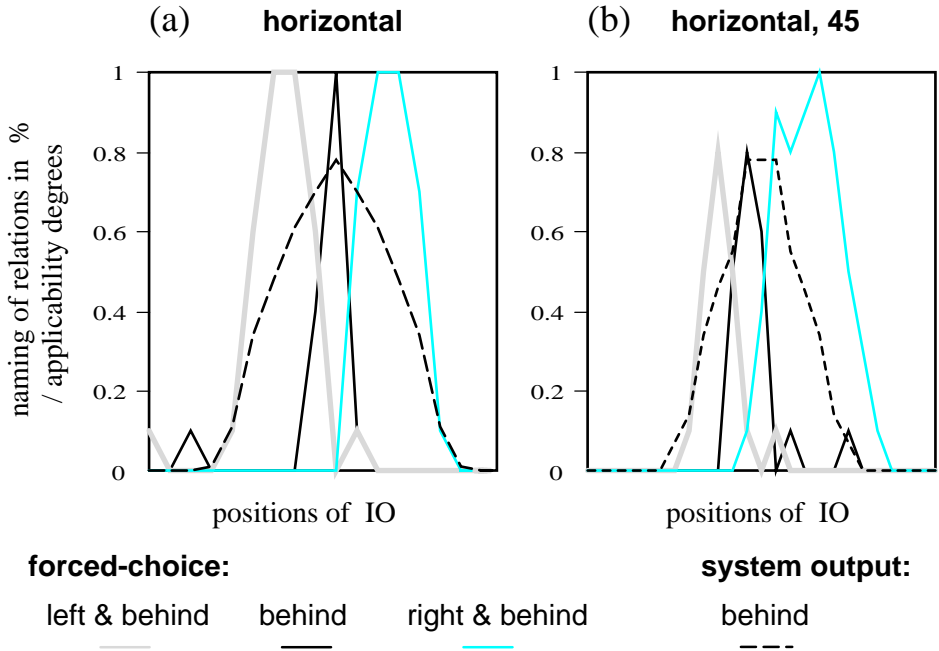 (a) horizontal
(b) horizontal, 45
naming of relations in %
/ applicability degrees
1
0.8
0.6
0.4
0.2
0
1
0.8
0.6
0.4
0.2
0
positions of IO
positions of IO
forced-choice:
system output:
left & behind
behind
right & behind
behind